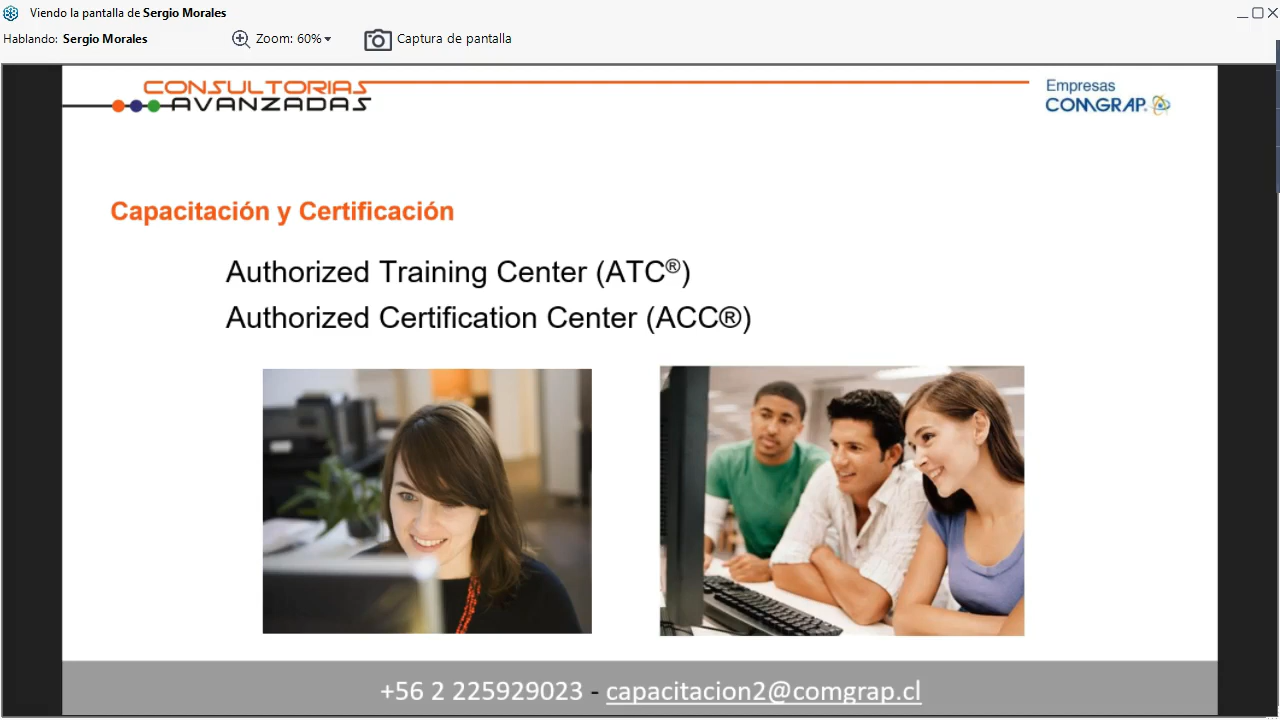 Viendo la pantalla de Sergio Morales
Hablando: Sergio Morales
Zoom: 60%
Captura de pantalla
CONSULTORIAS
AVANZADAS
Empresas
COMGRAP®
Capacitación y Certificación
Authorized Training Center (ATC®)
Authorized Certification Center (ACC®)
+56 2 225929023 - capacitacion2@comgrap.cl